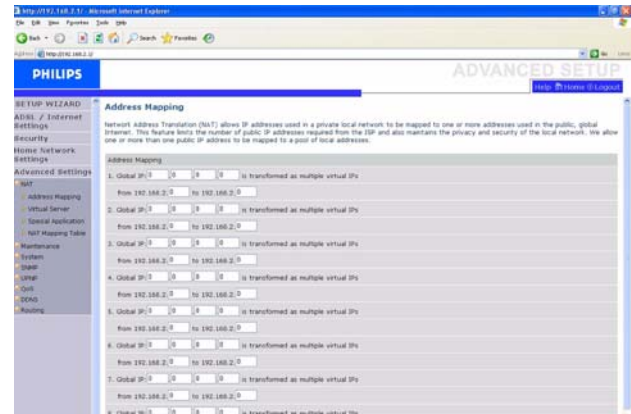 http://192.168.2.1/ - Microsoft Internet Explorer
File Edit View Favorites Tools Help
Back Search Favorites
Address http://192.168.2.1/ Go Links
PHILIPS
ADVANCED SETUP
Help Home Logout
SETUP WIZARD
ADSL / Internet Settings
Security
Home Network Settings
Advanced Settings
NAT
Address Mapping
Virtual Server
Special Application
NAT Mapping Table
Maintenance
System
SNMP
UPNP
QoS
DDNS
Routing
Address Mapping
Network Address Translation (NAT) allows IP addresses used in a private local network to be mapped to one or more addresses used in the public, global
Internet. This feature limits the number of public IP addresses required from the ISP and also maintains the privacy and security of the local network. We allow
one or more than one public IP address to be mapped to a pool of local addresses.
Address Mapping
1. Global IP: 0 .0 .0 .0 is transformed as multiple virtual IPs
from 192.168.2.0 to 192.168.2.0
2. Global IP: 0 .0 .0 .0 is transformed as multiple virtual IPs
from 192.168.2.0 to 192.168.2.0
3. Global IP: 0 .0 .0 .0 is transformed as multiple virtual IPs
from 192.168.2.0 to 192.168.2.0
4. Global IP: 0 .0 .0 .0 is transformed as multiple virtual IPs
from 192.168.2.0 to 192.168.2.0
5. Global IP: 0 .0 .0 .0 is transformed as multiple virtual IPs
from 192.168.2.0 to 192.168.2.0
6. Global IP: 0 .0 .0 .0 is transformed as multiple virtual IPs
from 192.168.2.0 to 192.168.2.0
7. Global IP: 0 .0 .0 .0 is transformed as multiple virtual IPs
from 192.168.2.0 to 192.168.2.0
8. Global IP: 0 .0 .0 .0 is transformed as multiple virtual IPs